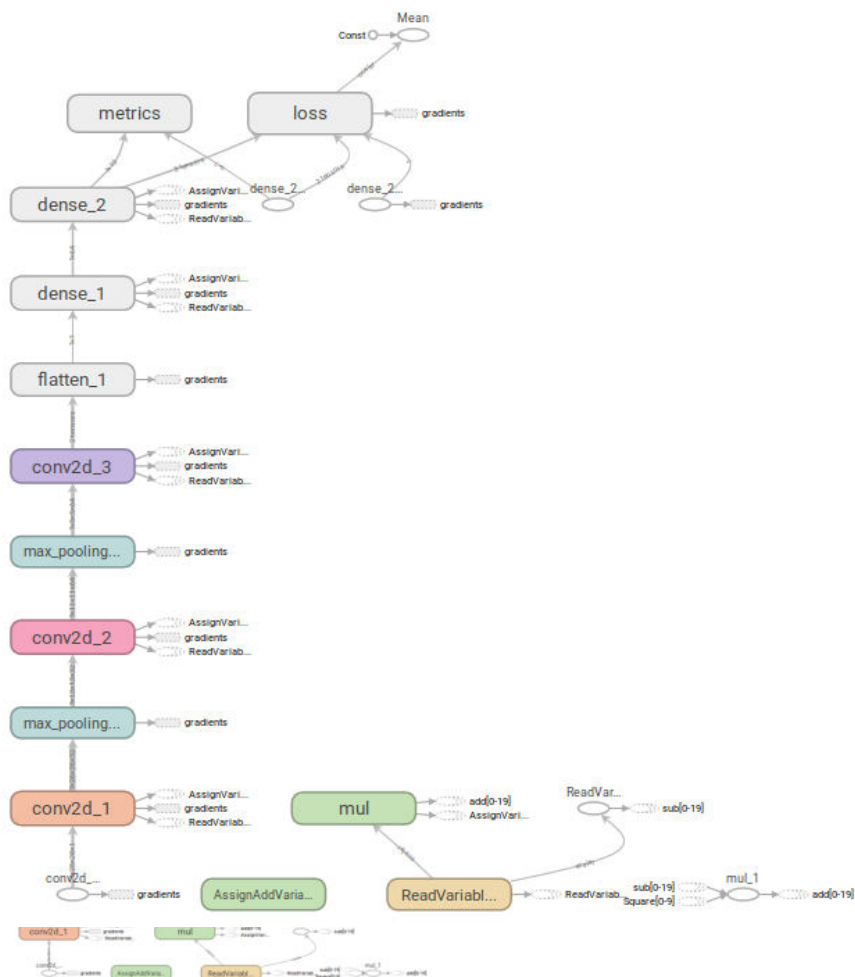 Mean
Const
metrics
loss
gradients
dense_2
AssignVari...
gradients
ReadVariab...
dense_2...
dense_2...
gradients
dense_1
AssignVari...
gradients
ReadVariab...
flatten_1
gradients
conv2d_3
AssignVari...
gradients
ReadVariab...
max_pooling...
gradients
conv2d_2
AssignVari...
gradients
ReadVariab...
max_pooling...
gradients
conv2d_1
AssignVari...
gradients
ReadVariab...
mul
add[0-19]
AssignVari...
ReadVar...
sub[0-19]
conv2d_...
gradients
AssignAddVaria...
ReadVariabl...
ReadVariab...
sub[0-19]
Square[0-9]
mul_1
add[0-19]
conv2d_1
mul